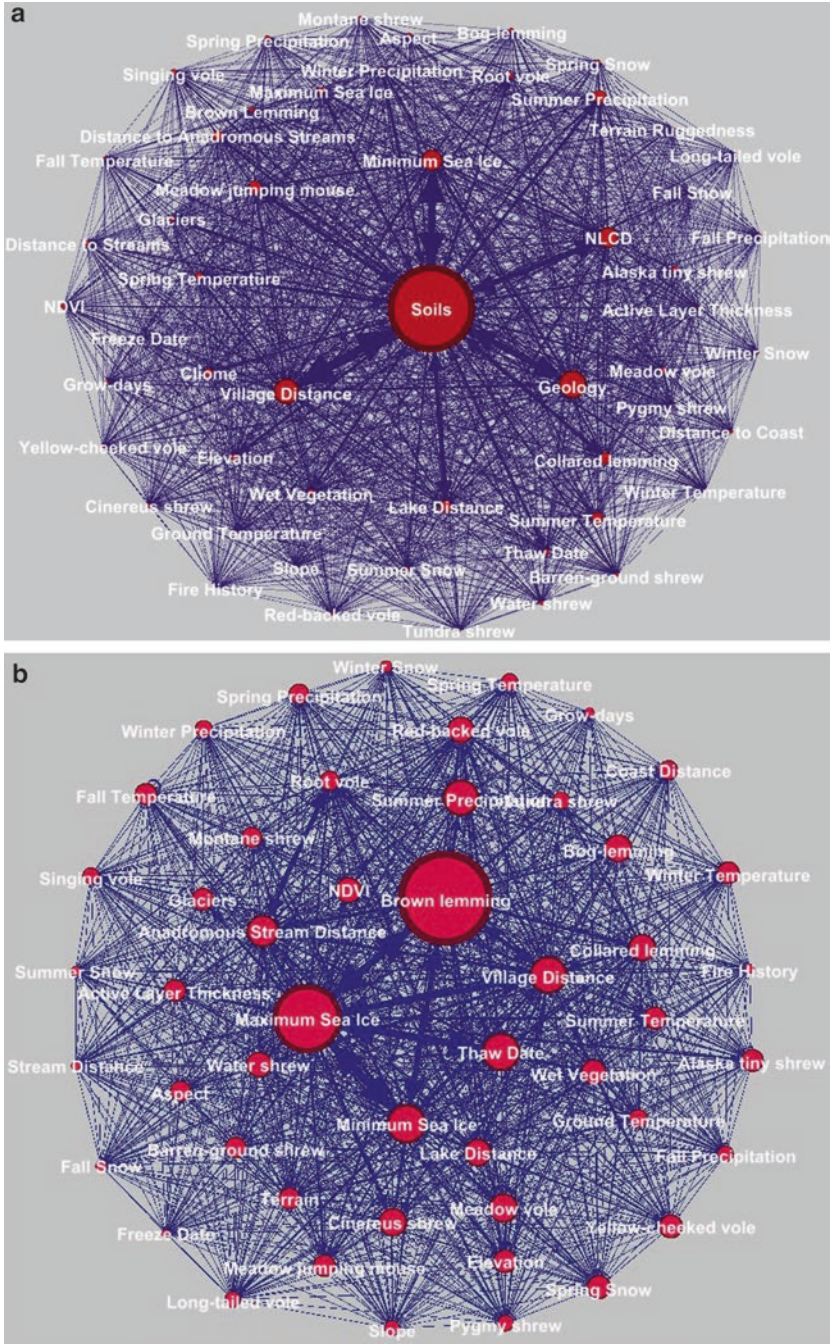 a
Montane shrew
Spring Precipitation
Aspect
Bog-lemming
Singing vole
Winter Precipitation
Root vole
Spring Snow
Maximum Sea Ice
Summer Precipitation
Brown Lemming
Distance to Anadromous Streams
Terrain Ruggedness
Fall Temperature
Minimum Sea Ice
Long-tailed vole
Meadow jumping mouse
Fall Snow
Glaciers
NLCD
Fall Precipitation
Distance to Streams
Spring Temperature
Alaska tiny shrew
NDVI
Soils
Active Layer Thickness
Freeze Date
Winter Snow
Cliome
Meadow vole
Grow-days
Village Distance
Geology
Pygmy shrew
Distance to Coast
Yellow-cheeked vole
Elevation
Collared lemming
Wet Vegetation
Winter Temperature
Cinereus shrew
Lake Distance
Summer Temperature
Ground Temperature
Thaw Date
Slope
Summer Snow
Barren-ground shrew
Fire History
Water shrew
Red-backed vole
Tundra shrew
b
Winter Snow
Spring Temperature
Spring Precipitation
Grow-days
Winter Precipitation
Red-backed vole
Root vole
Coast Distance
Fall Temperature
Summer Precipitation
Tundra shrew
Montane shrew
Bog-lemming
Singing vole
NDVI
Winter Temperature
Glaciers
Brown lemming
Anadromous Stream Distance
Collared lemming
Summer Snow
Village Distance
Fire History
Active Layer Thickness
Maximum Sea Ice
Summer Temperature
Thaw Date
Stream Distance
Water shrew
Wet Vegetation
Alaska tiny shrew
Aspect
Minimum Sea Ice
Ground Temperature
Barren-ground shrew
Lake Distance
Fall Precipitation
Fall Snow
Terrain
Meadow vole
Cinereus shrew
Yellow-cheeked vole
Freeze Date
Elevation
Meadow jumping mouse
Spring Snow
Long-tailed vole
Slope
Pygmy shrew